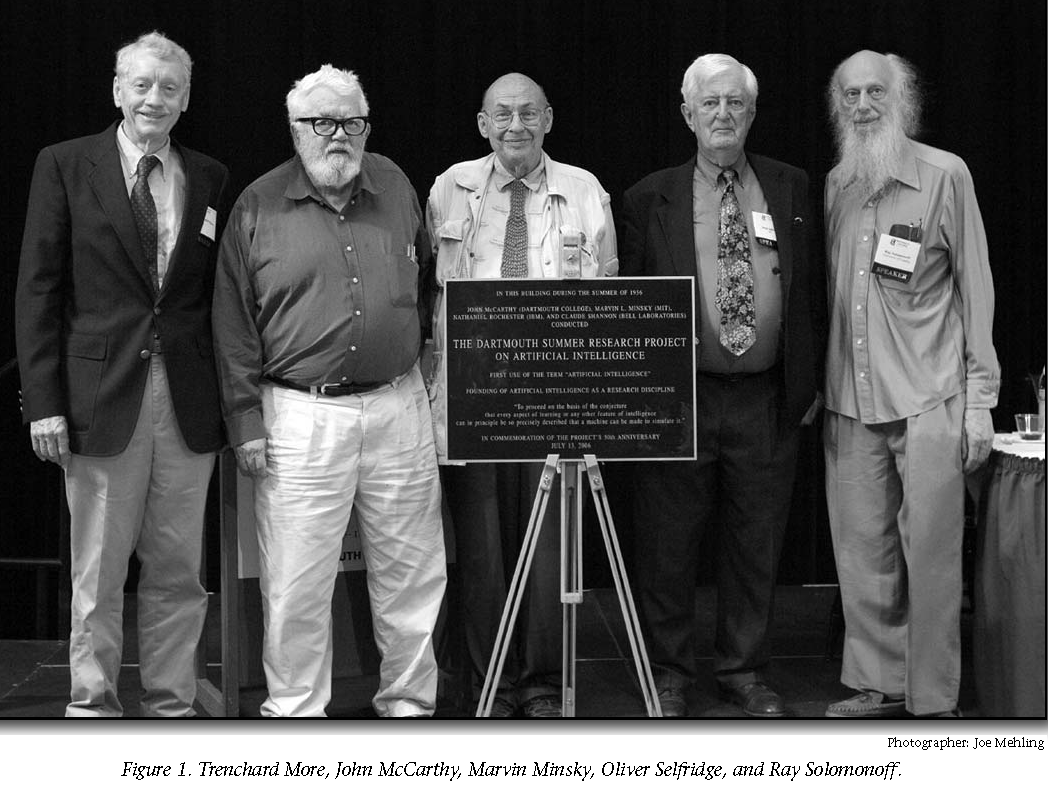 IN THIS BUILDING DURING THE SUMMER OF 1956
JOHN McCARTHY (DARTMOUTH COLLEGE), MARVIN L. MINSKY (MIT),
NATHANIEL ROCHESTER (IBM), AND CLAUDE SHANNON (BELL LABORATORIES)
CONDUCTED
THE DARTMOUTH SUMMER RESEARCH PROJECT
ON ARTIFICIAL INTELLIGENCE
FIRST USE OF THE TERM "ARTIFICIAL INTELLIGENCE"
FOUNDING OF ARTIFICIAL INTELLIGENCE AS A RESEARCH DISCIPLINE
"To proceed on the basis of the conjecture
that every aspect of learning or any other feature of intelligence
can in principle be so precisely described that a machine can be made to simulate it."
IN COMMEMORATION OF THE PROJECT'S 50th ANNIVERSARY
JULY 13, 2006
Ray Solomonoff
SPEAKER
UTH
Photographer: Joe Mehling
Figure 1. Trenchard More, John McCarthy, Marvin Minsky, Oliver Selfridge, and Ray Solomonoff.